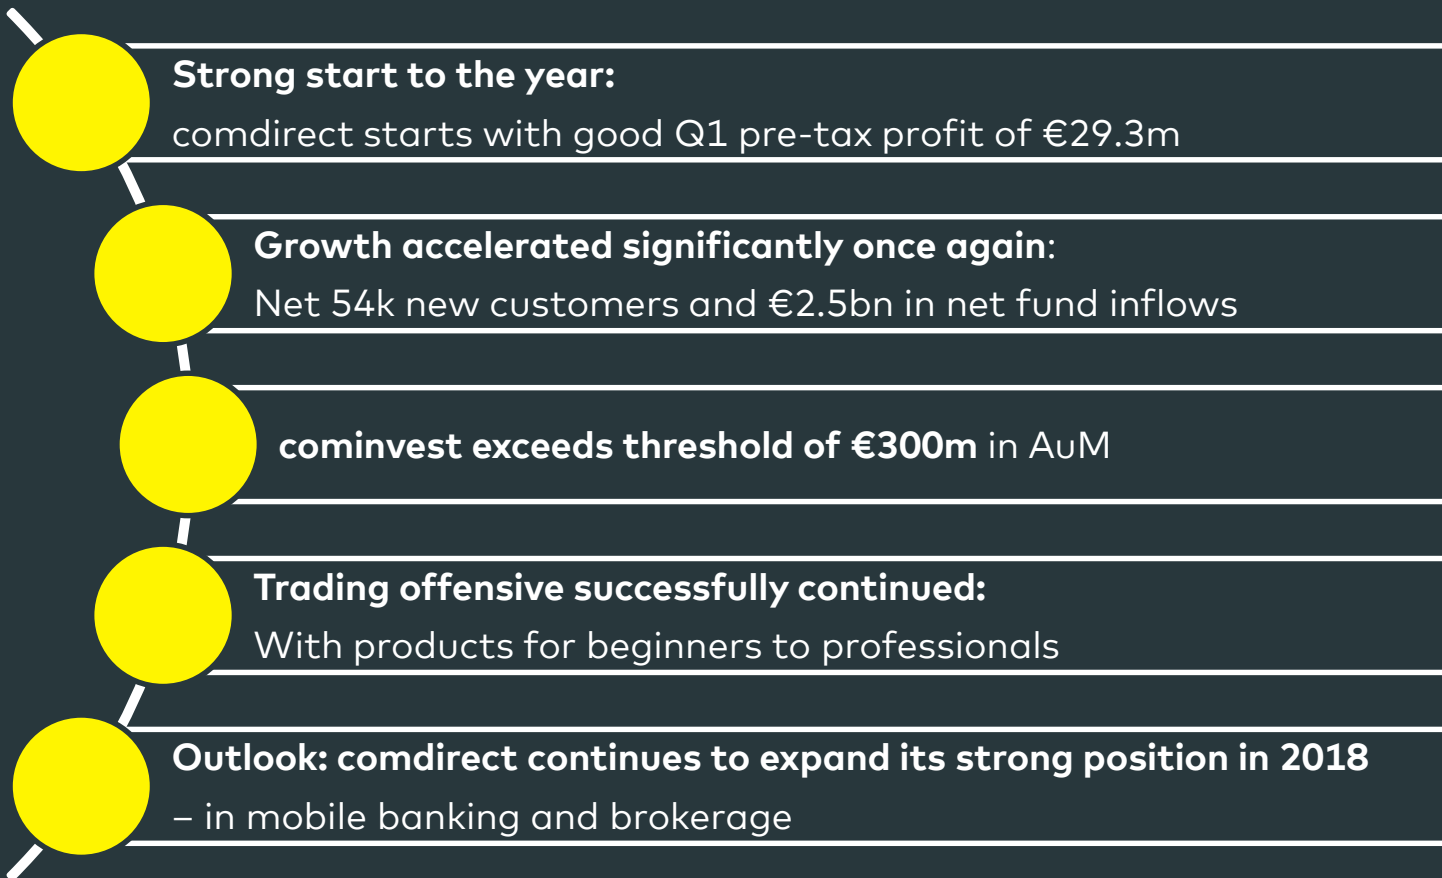 Strong start to the year:
comdirect starts with good Q1 pre-tax profit of €29.3m
Growth accelerated significantly once again:
Net 54k new customers and €2.5bn in net fund inflows
cominvest exceeds threshold of €300m in AuM
Trading offensive successfully continued:
With products for beginners to professionals
Outlook: comdirect continues to expand its strong position in 2018
– in mobile banking and brokerage